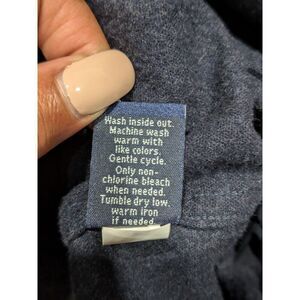 Wash inside out.
Machine wash
warm with
like colors.
Gentle cycle.
Only non-
chlorine bleach
when needed.
Tumble dry low.
warm iron
if needed